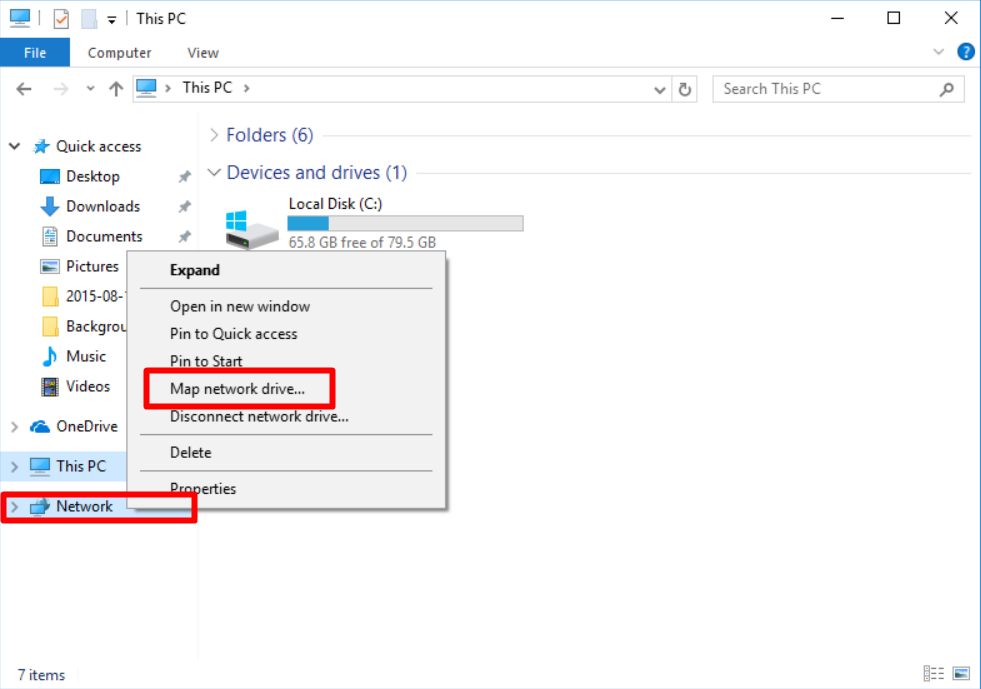 This PC
File Computer View
This PC
Search This PC
Quick access
Desktop
Downloads
Documents
Pictures
2015-08-
Backgrou
Music
Videos
OneDrive
This PC
Network
Folders (6)
Devices and drives (1)
Local Disk (C:)
65.8 GB free of 79.5 GB
Expand
Open in new window
Pin to Quick access
Pin to Start
Map network drive...
Disconnect network drive...
Delete
Properties
7 items